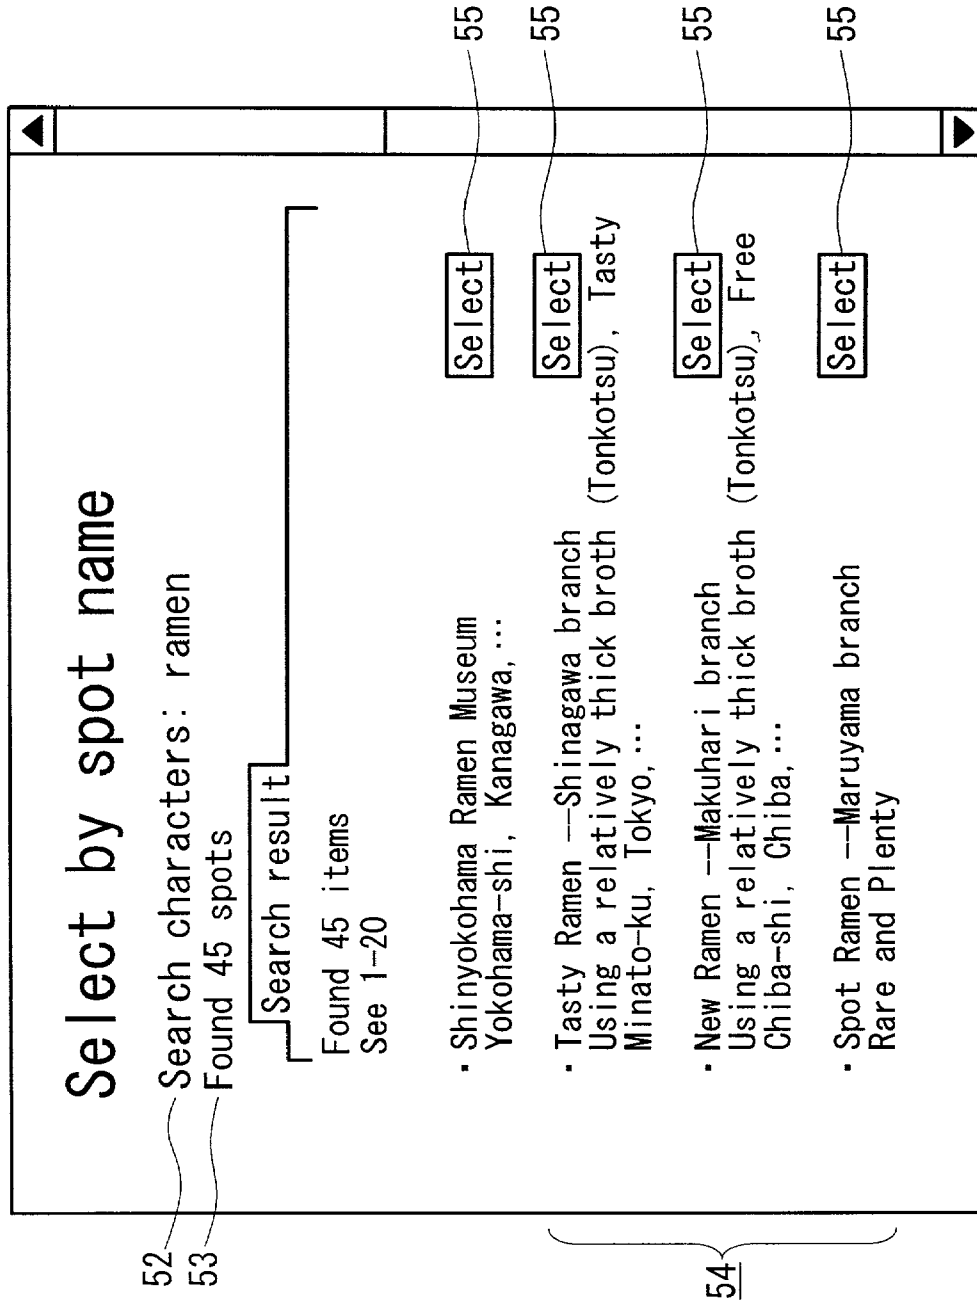 Select by spot name
52
Search characters: ramen
53
Found 45 spots
Search result
Found 45 items
See 1-20
・Shinyokohama Ramen Museum
Select
55
Yokohama-shi, Kanagawa,...
・Tasty Ramen --Shinagawa branch
Select
55
Using a relatively thick broth (Tonkotsu), Tasty
Minato-ku, Tokyo,...
54
・New Ramen --Makuhari branch
Select
55
Using a relatively thick broth (Tonkotsu), Free
Chiba-shi, Chiba,...
・Spot Ramen --Maruyama branch
Select
55
Rare and Plenty